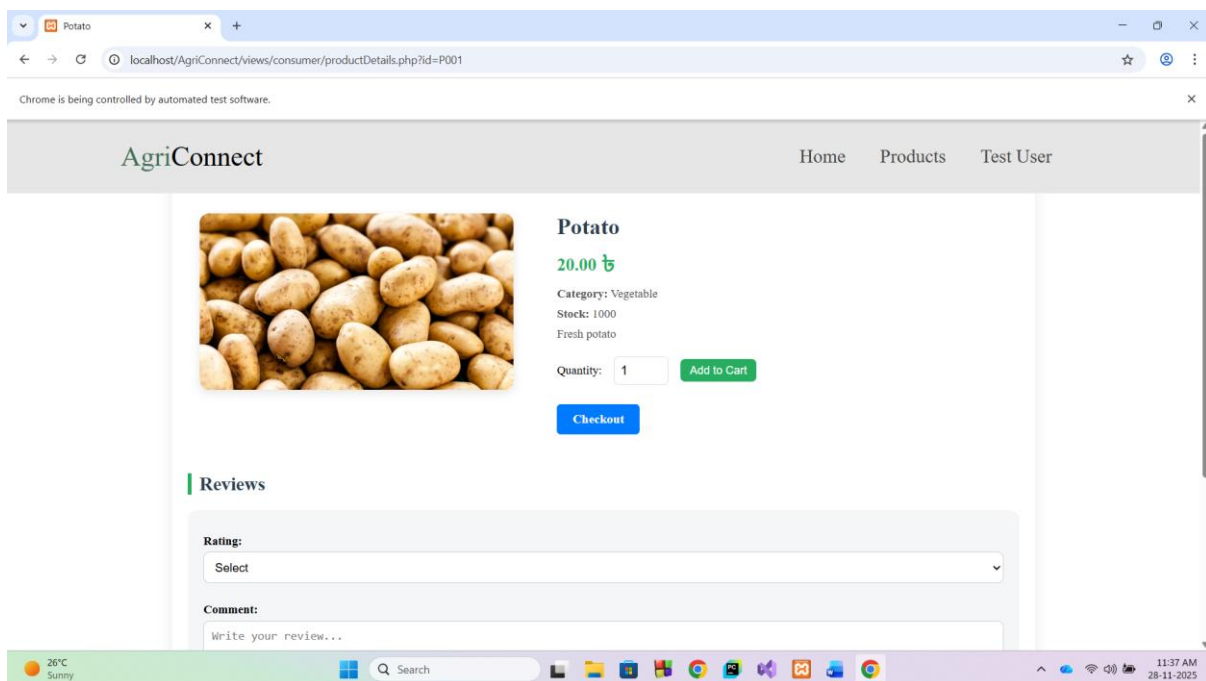 Potato
localhost/AgriConnect/views/consumer/productDetails.php?id=P001
Chrome is being controlled by automated test software.
AgriConnect Home Products Test User
Potato
20.00 ৳
Category: Vegetable
Stock: 1000
Fresh potato
Quantity: 1 Add to Cart
Checkout
Reviews
Rating:
Select
Comment:
Write your review...
26°C
Sunny
Search
11:37 AM
28-11-2025